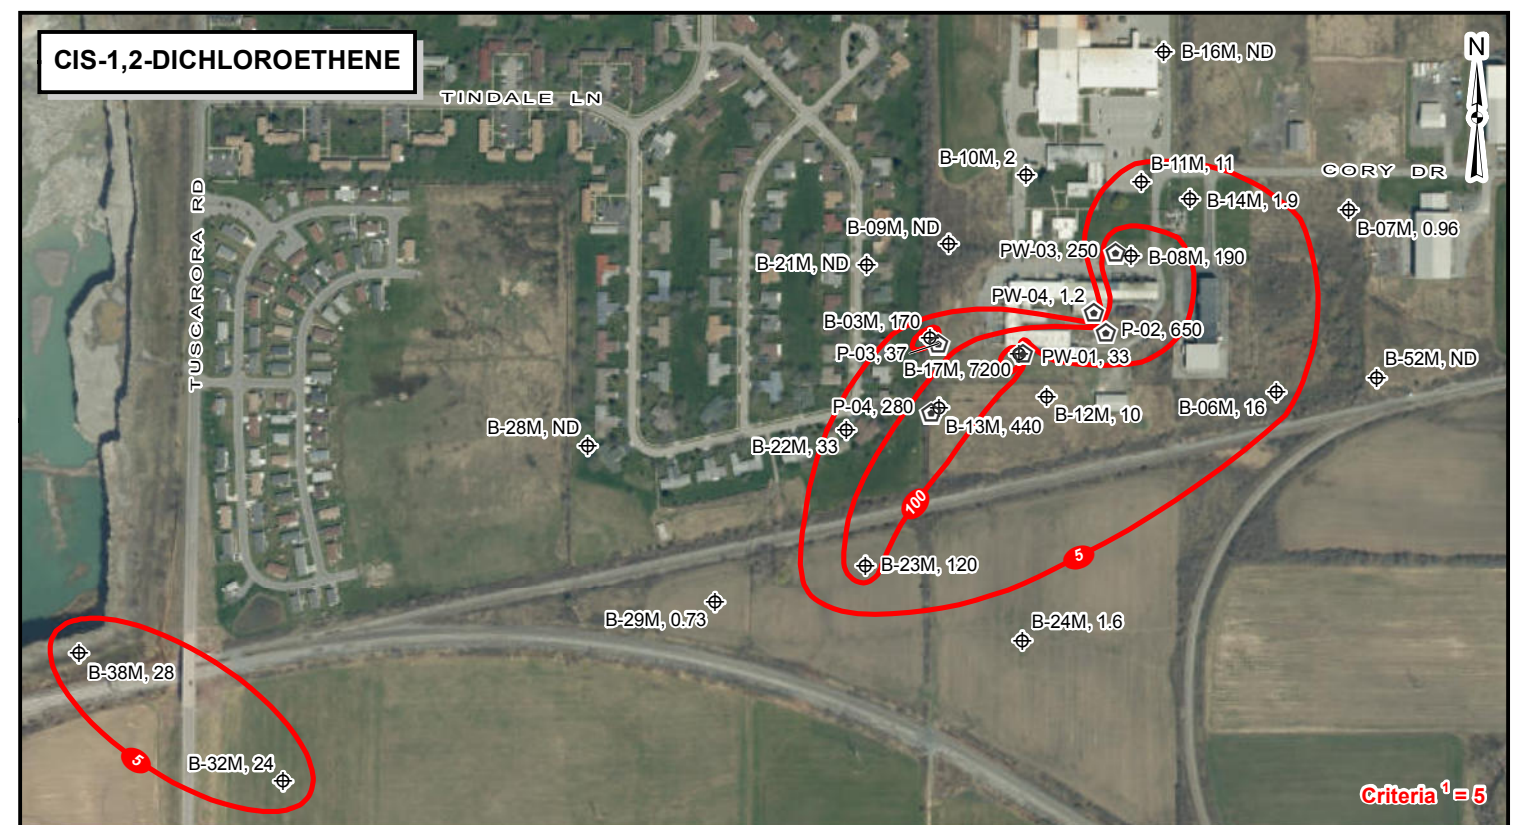 CIS-1,2-DICHLOROETHENE
N
B-16M, ND
TINDALE LN
B-10M, 2
B-11M, 11
CORY DR
TUSCARORA RD
B-14M, 1.9
B-07M, 0.96
B-09M, ND
PW-03, 250
B-08M, 190
B-21M, ND
PW-04, 1.2
B-03M, 170
P-02, 650
P-03, 37
PW-01, 33
B-17M, 7200
B-52M, ND
P-04, 280
B-12M, 10
B-06M, 16
B-28M, ND
B-13M, 440
B-22M, 33
100
5
B-23M, 120
B-29M, 0.73
B-24M, 1.6
B-38M, 28
5
B-32M, 24
Criteria ¹ = 5